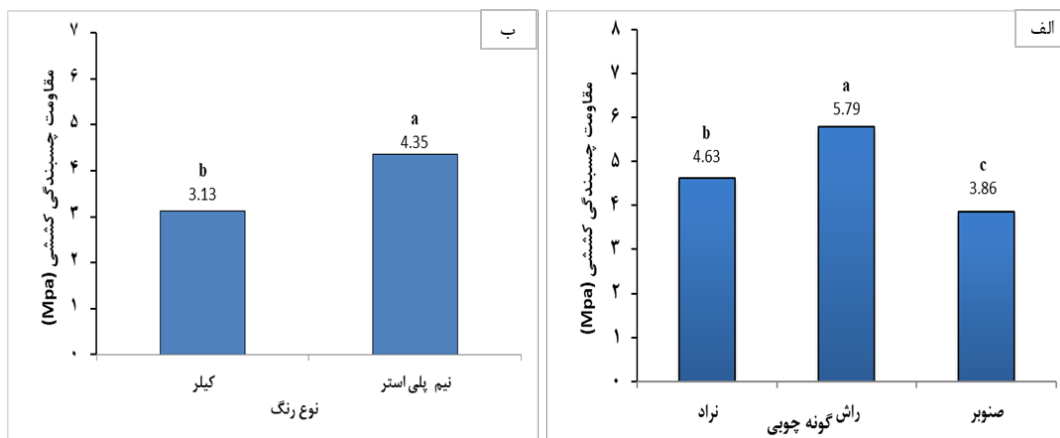 الف
مقاومت چسبندگی کششی (Mpa)
۸
۷
۶
۵
۴
۳
۲
۱
۰
b
4.63
a
5.79
c
3.86
نراد
راش
صنوبر
گونه چوبی
ب
مقاومت چسبندگی کششی (Mpa)
۷
۶
۵
۴
۳
۲
۱
۰
b
3.13
a
4.35
کیلر
نیم پلی استر
نوع رنگ